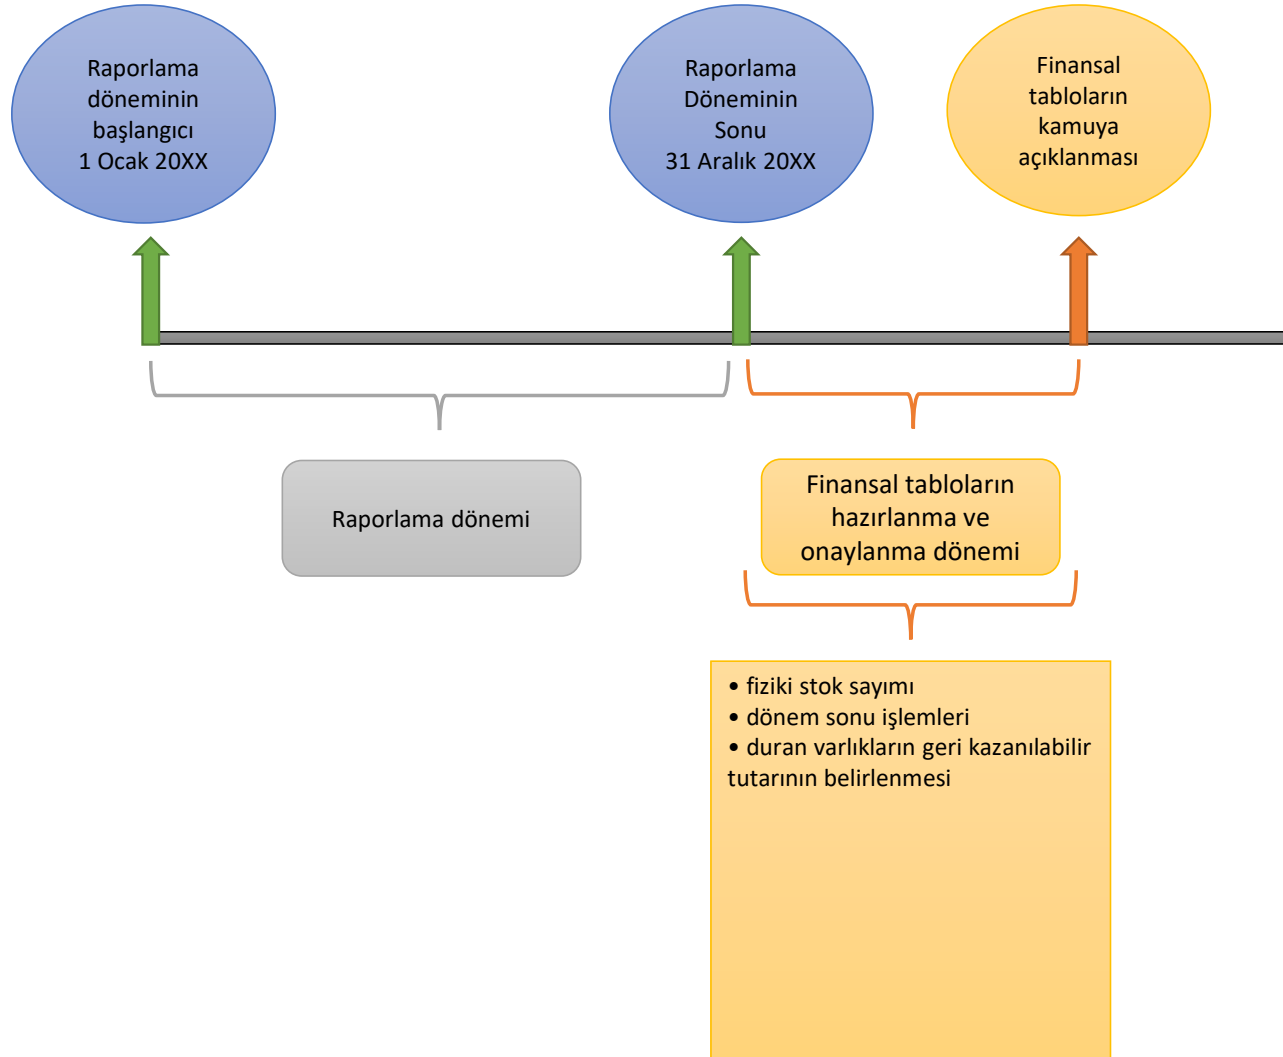 Raporlama
döneminin
başlangıcı
1 Ocak 20XX
Raporlama
Döneminin
Sonu
31 Aralık 20XX
Finansal
tabloların
kamuya
açıklanması
Raporlama dönemi
Finansal tabloların
hazırlanma ve
onaylanma dönemi
• fiziki stok sayımı
• dönem sonu işlemleri
• duran varlıkların geri kazanılabilir
tutarının belirlenmesi